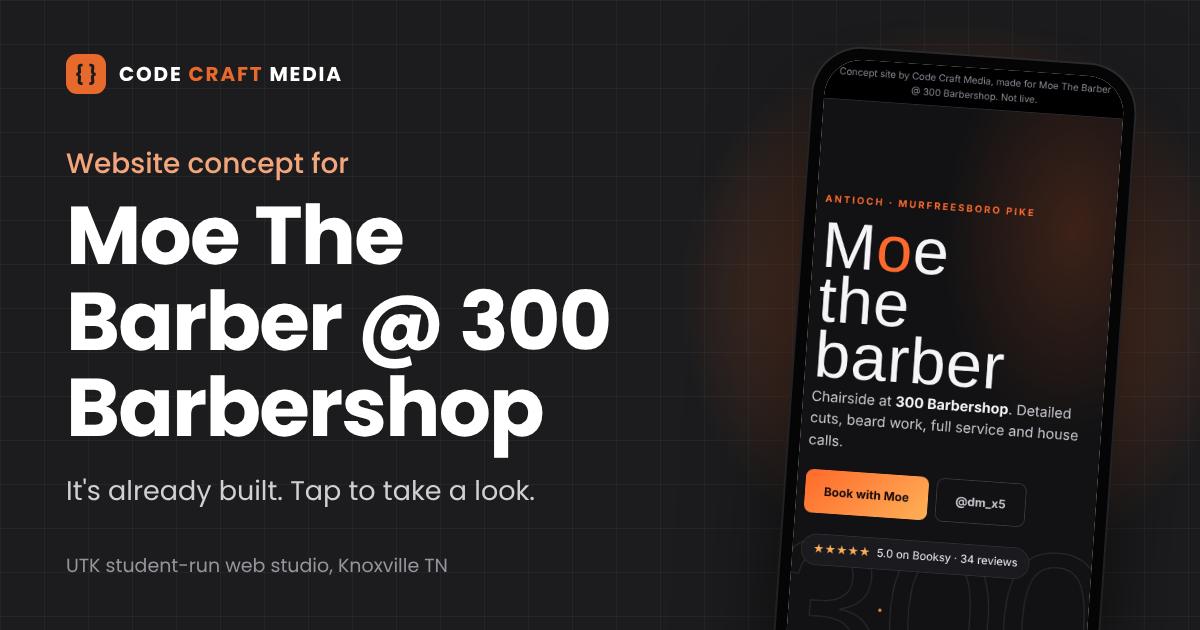 {} CODE CRAFT MEDIA
Website concept for
Moe The
Barber @ 300
Barbershop
It's already built. Tap to take a look.
UTK student-run web studio, Knoxville TN
Concept site by Code Craft Media, made for Moe The Barber
@ 300 Barbershop. Not live.
ANTIOCH · MURFREESBORO PIKE
Moe
the
barber
Chairside at 300 Barbershop. Detailed
cuts, beard work, full service and house
calls.
Book with Moe
@dm_x5
★★★★★ 5.0 on Booksy · 34 reviews
300